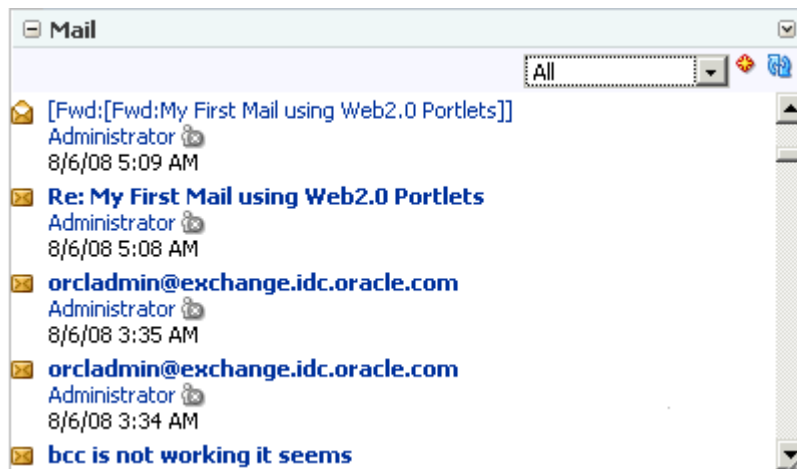 Mail
All
[Fwd:[Fwd:My First Mail using Web2.0 Portlets]]
Administrator
8/6/08 5:09 AM
Re: My First Mail using Web2.0 Portlets
Administrator
8/6/08 5:08 AM
orcladmin@exchange.idc.oracle.com
Administrator
8/6/08 3:35 AM
orcladmin@exchange.idc.oracle.com
Administrator
8/6/08 3:34 AM
bcc is not working it seems